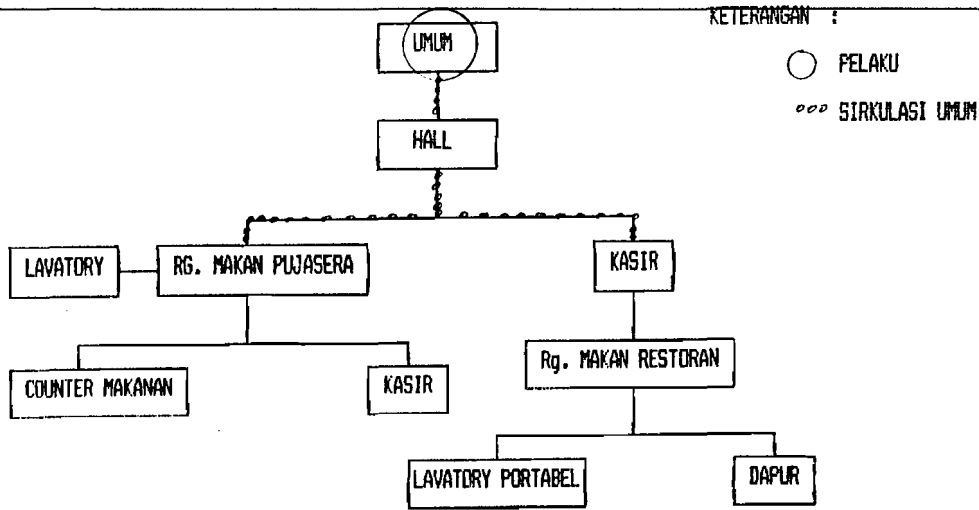 KETERANGAN :
UMUM
PELAKU
SIRKULASI UMUM
HALL
LAVATORY
RG. MAKAN PUJASERA
KASIR
COUNTER MAKANAN
KASIR
Rg. MAKAN RESTORAN
LAVATORY PORTABEL
DAPUR